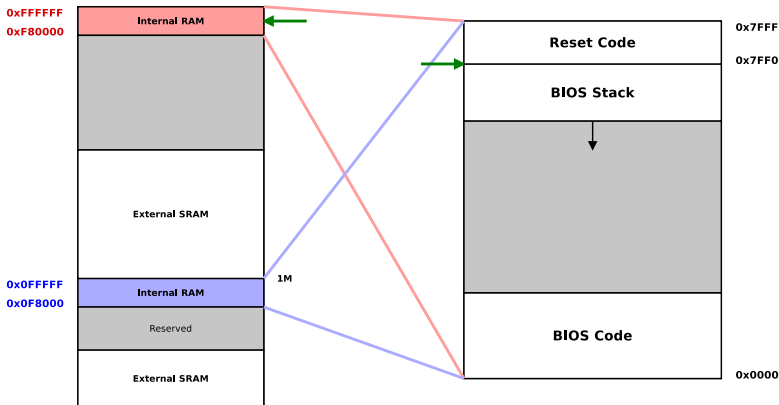 0xFFFFFF
Internal RAM
0xF80000
External SRAM
0x0FFFFF
1M
Internal RAM
0x0F8000
Reserved
External SRAM
0x7FFF
Reset Code
0x7FF0
BIOS Stack
BIOS Code
0x0000